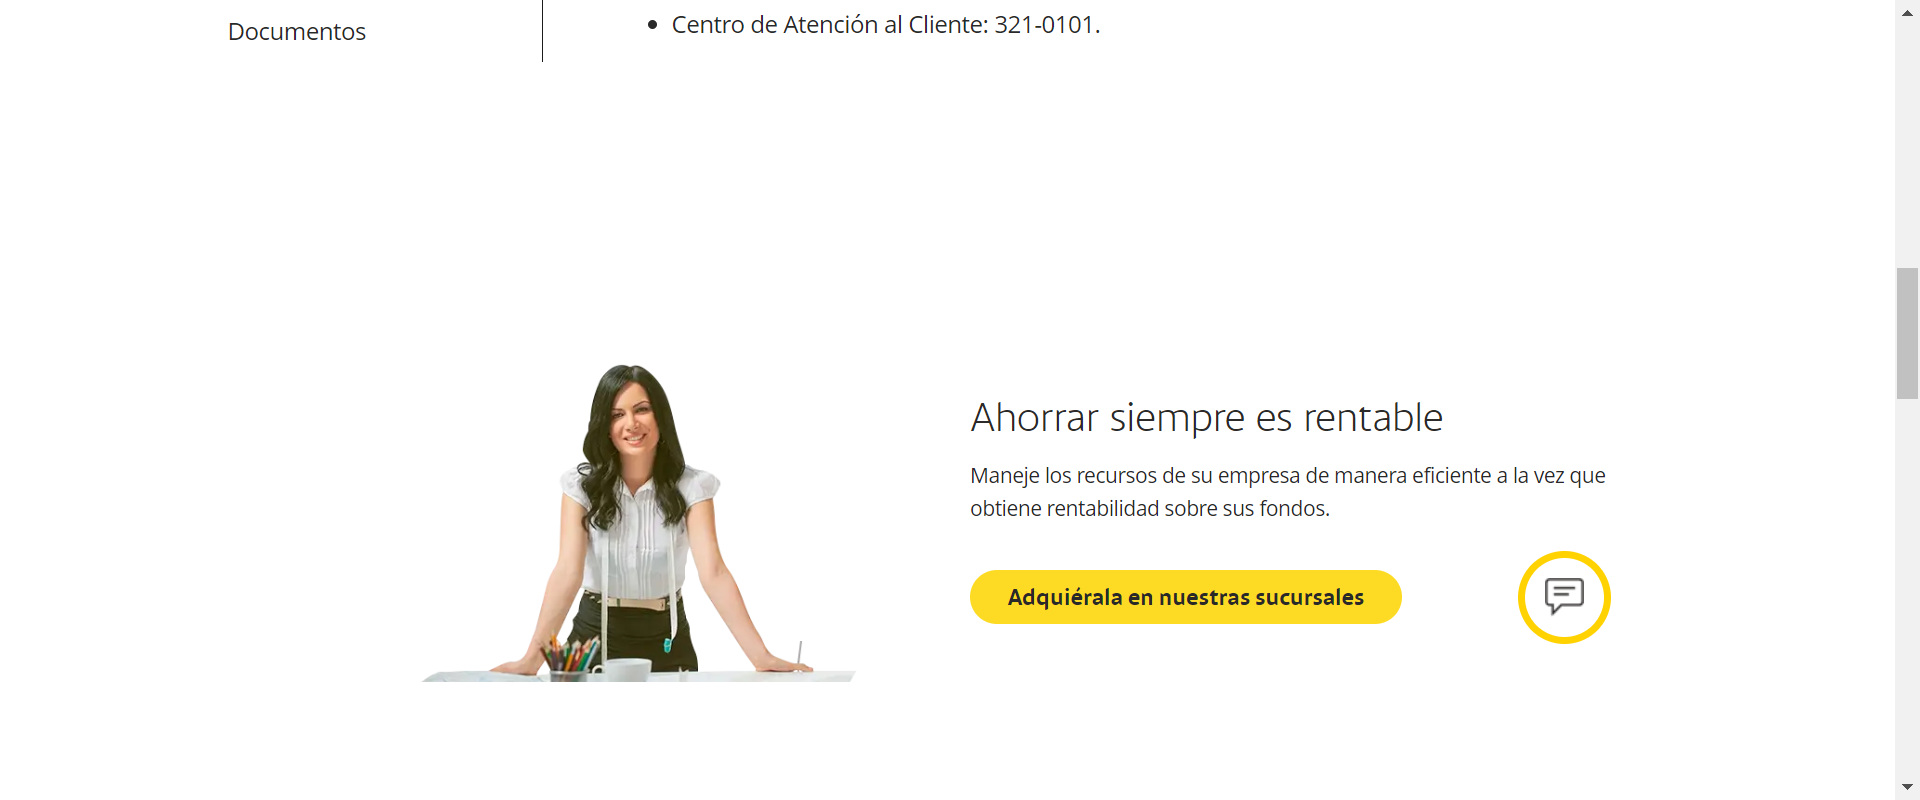 Documentos
• Centro de Atención al Cliente: 321-0101.
Ahorrar siempre es rentable
Maneje los recursos de su empresa de manera eficiente a la vez que
obtiene rentabilidad sobre sus fondos.
Adquiérala en nuestras sucursales